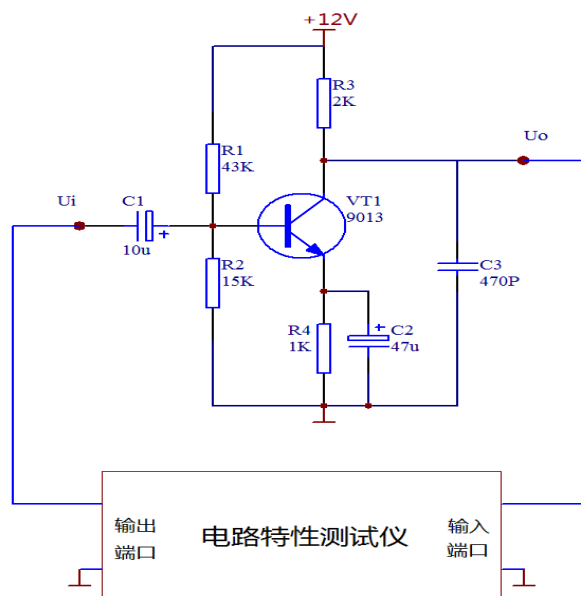 +12V
R3
2K
Uo
R1
43K
Ui
C1
+
10u
VT1
9013
R2
15K
C3
470P
R4
1K
+
C2
47u
输出
端口
电路特性测试仪
输入
端口